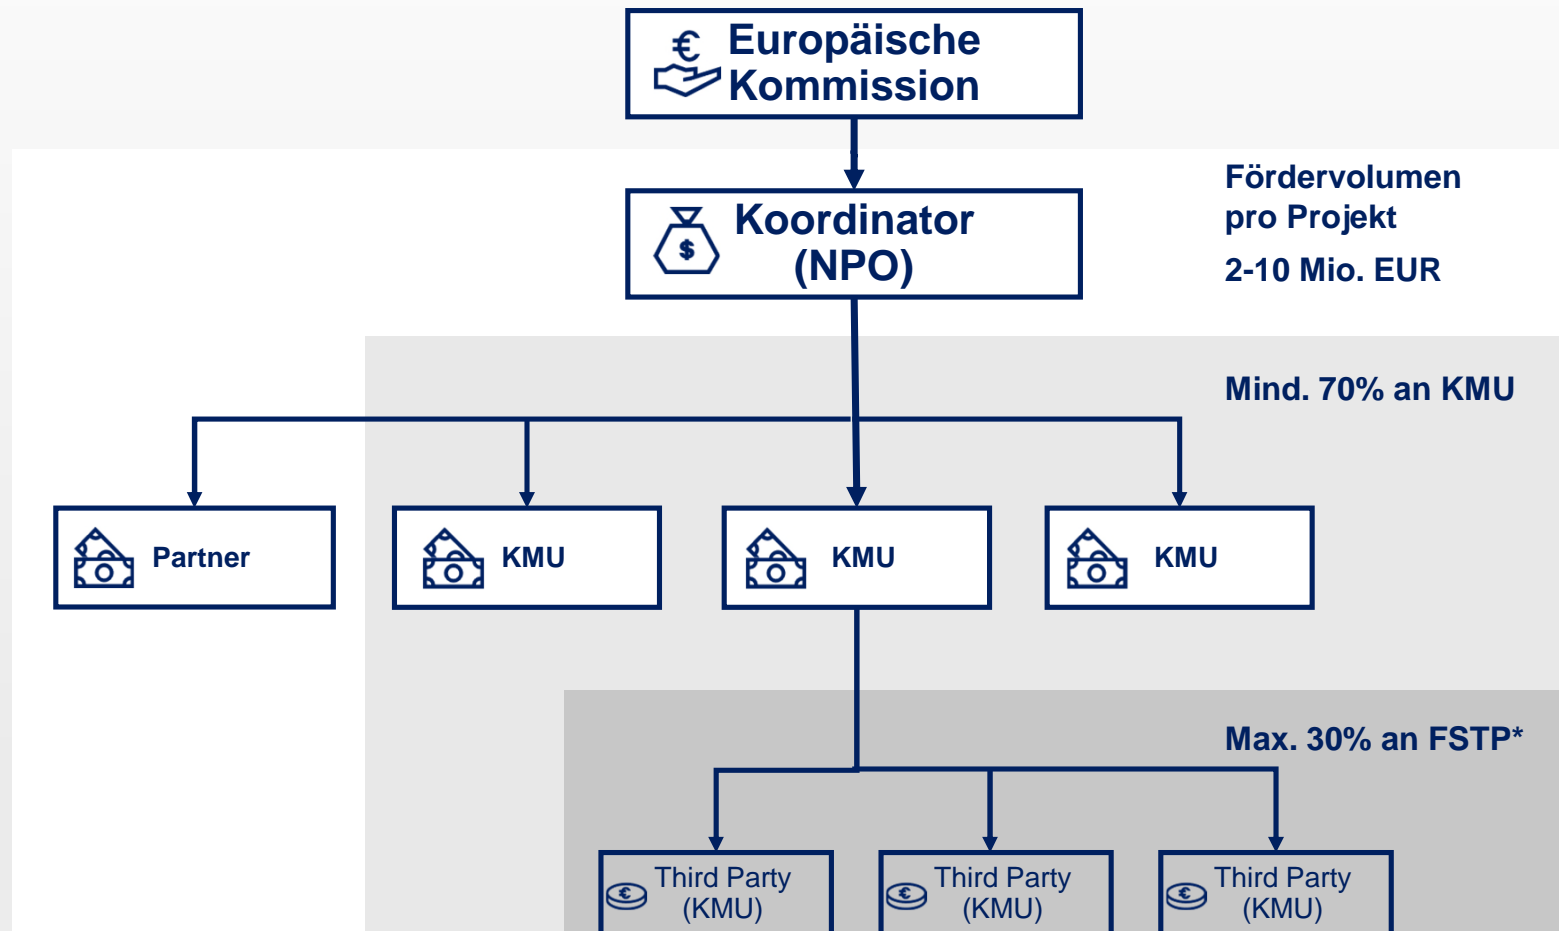 Europäische
Kommission
Koordinator
(NPO)
Fördervolumen
pro Projekt
2-10 Mio. EUR
Mind. 70% an KMU
Partner
KMU
KMU
KMU
Max. 30% an FSTP*
Third Party
(KMU)
Third Party
(KMU)
Third Party
(KMU)